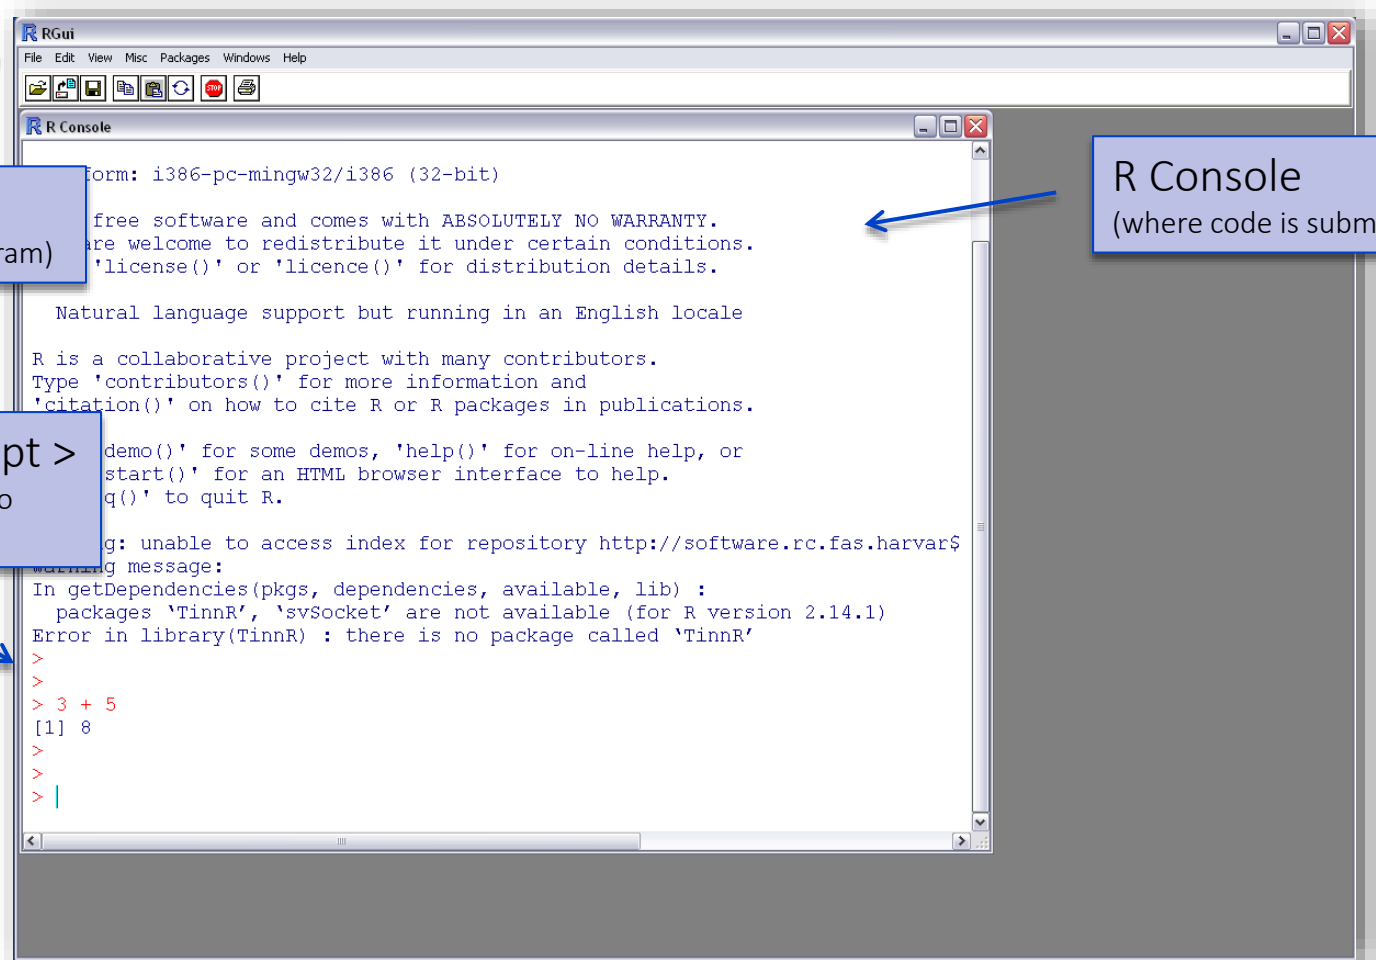 RGui
File Edit View Misc Packages Windows Help
STOP
R Console
form: i386-pc-mingw32/i386 (32-bit)
free software and comes with ABSOLUTELY NO WARRANTY.
are welcome to redistribute it under certain conditions.
'license()' or 'licence()' for distribution details.
Natural language support but running in an English locale
R is a collaborative project with many contributors.
Type 'contributors()' for more information and
'citation()' on how to cite R or R packages in publications.
demo()' for some demos, 'help()' for on-line help, or
start()' for an HTML browser interface to help.
q()' to quit R.
g: unable to access index for repository http://software.rc.fas.harvar$
warning message:
In getDependencies(pkgs, dependencies, available, lib) :
packages ‘TinnR’, ‘svSocket’ are not available (for R version 2.14.1)
Error in library(TinnR) : there is no package called ‘TinnR’
>
>
> 3 + 5
[1] 8
>
>
>
ram)
pt >
o
R Console
(where code is subm